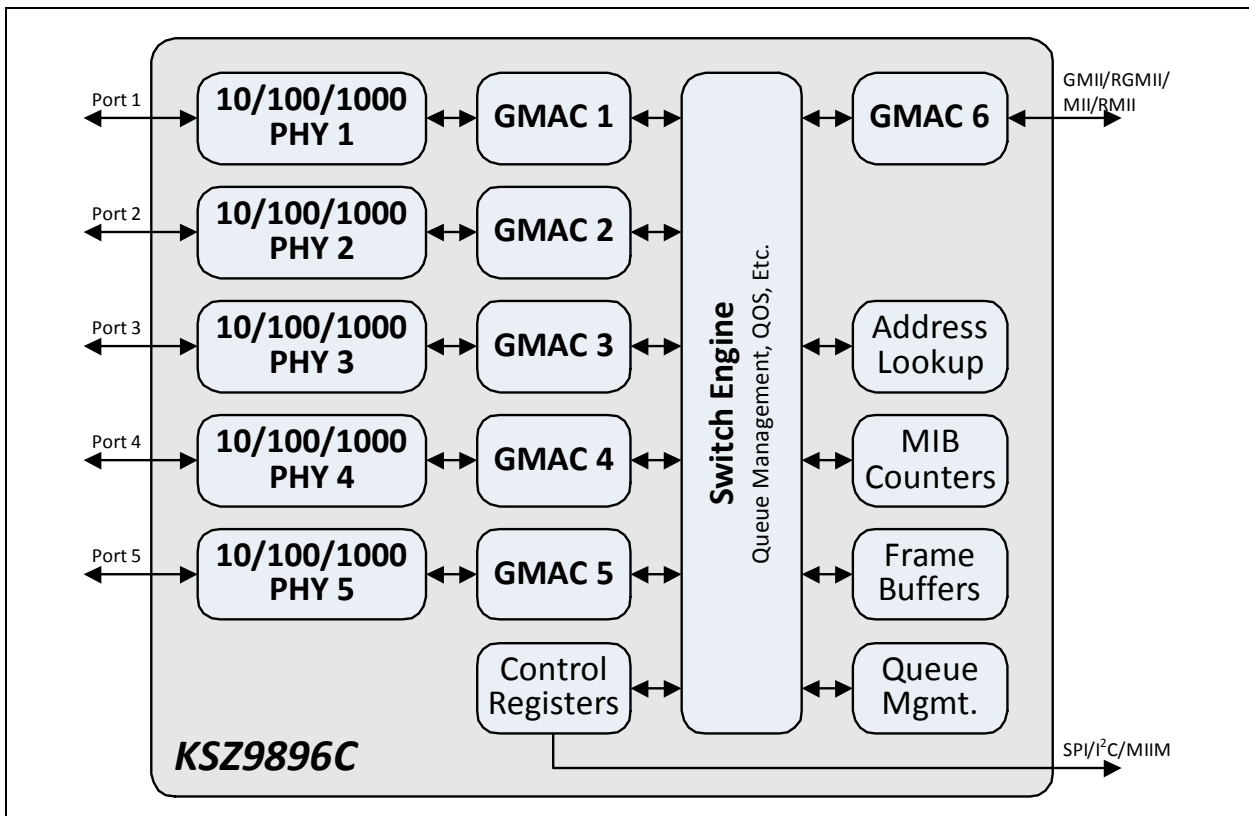 Port 1
10/100/1000
PHY 1
GMAC 1
GMAC 6
GMII/RGMII/
MII/RMII
Port 2
10/100/1000
PHY 2
GMAC 2
Port 3
10/100/1000
PHY 3
GMAC 3
Switch Engine
Queue Management, QOS, Etc.
Address
Lookup
Port 4
10/100/1000
PHY 4
GMAC 4
MIB
Counters
Port 5
10/100/1000
PHY 5
GMAC 5
Frame
Buffers
Control
Registers
Queue
Mgmt.
KSZ9896C
SPI/I²C/MIIM